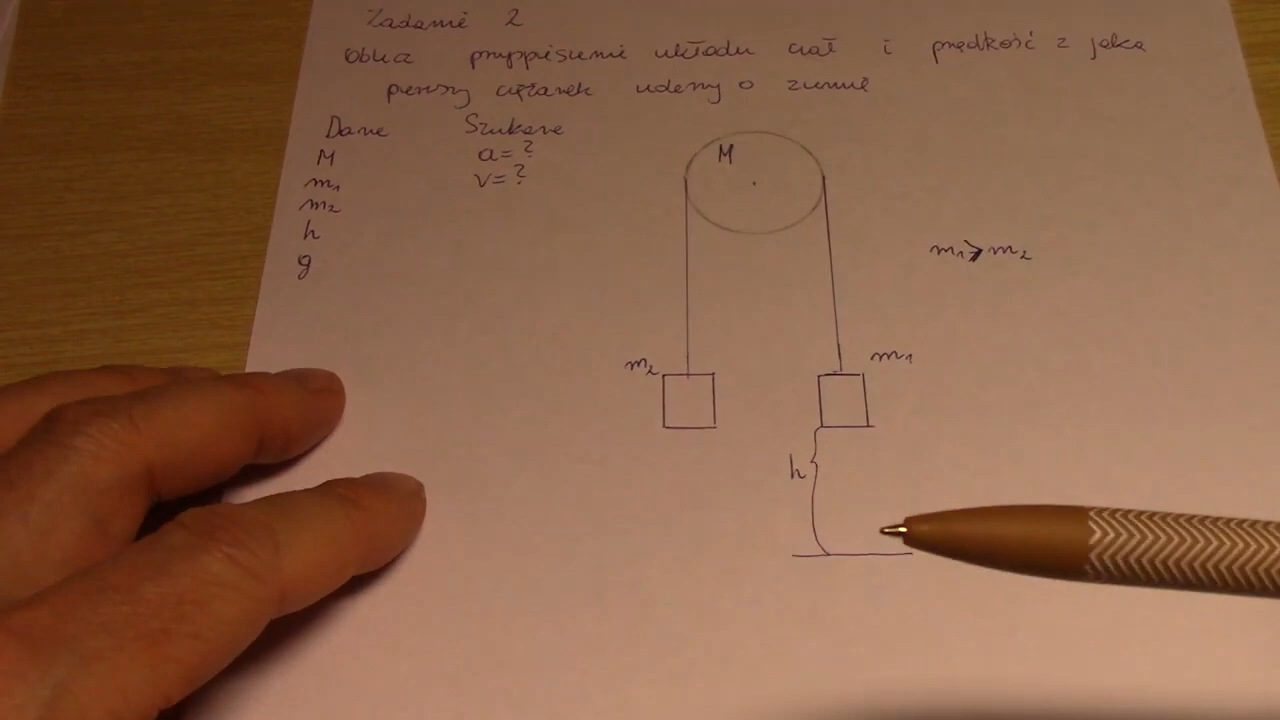 Zadanie 2
Oblicz przyspieszenie układu ciał i prędkość z jaką
pierwszy ciężarek uderzy o ziemię
Dane Szukane
M a=?
m₁ v=?
m₂
h
g
M
m₁>m₂
m₂ m₁
h